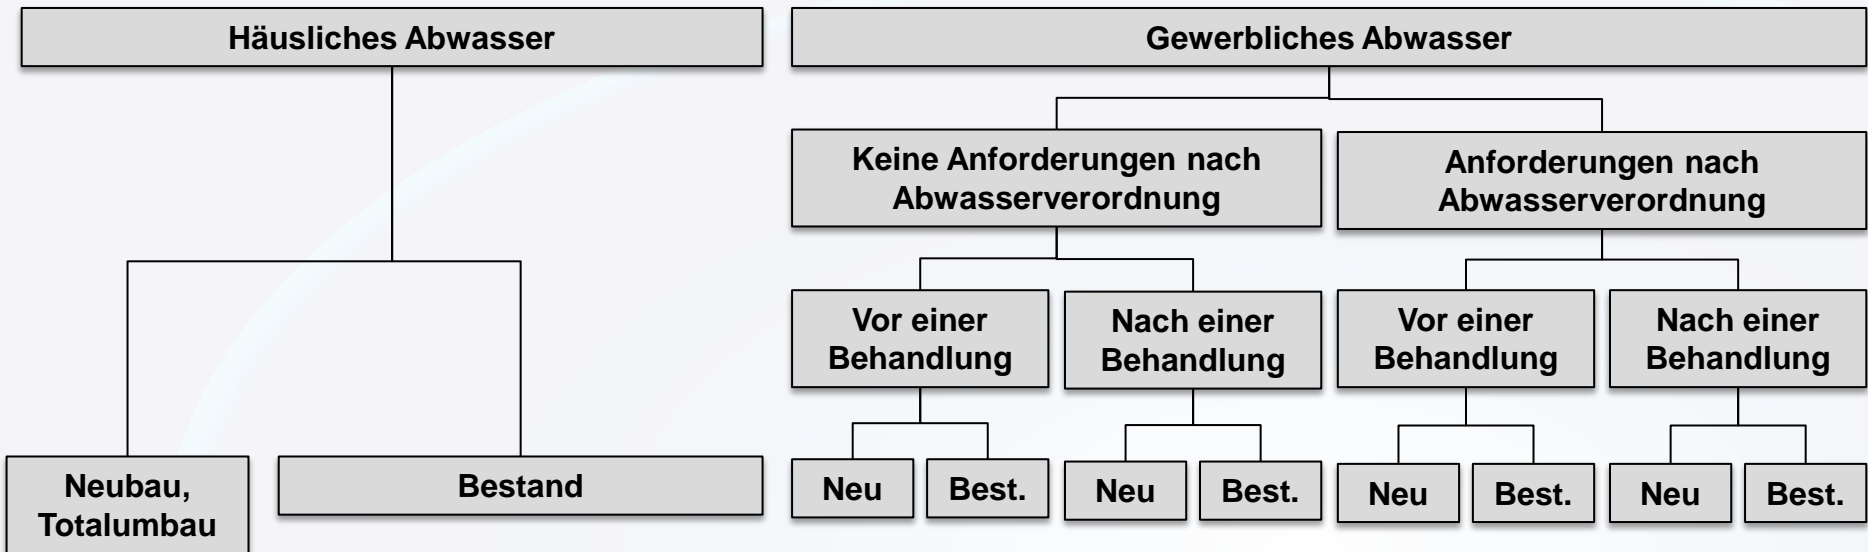 Häusliches Abwasser
Gewerbliches Abwasser
Keine Anforderungen nach
Abwasserverordnung
Anforderungen nach
Abwasserverordnung
Vor einer
Behandlung
Nach einer
Behandlung
Vor einer
Behandlung
Nach einer
Behandlung
Neubau,
Totalumbau
Bestand
Neu
Best.
Neu
Best.
Neu
Best.
Neu
Best.